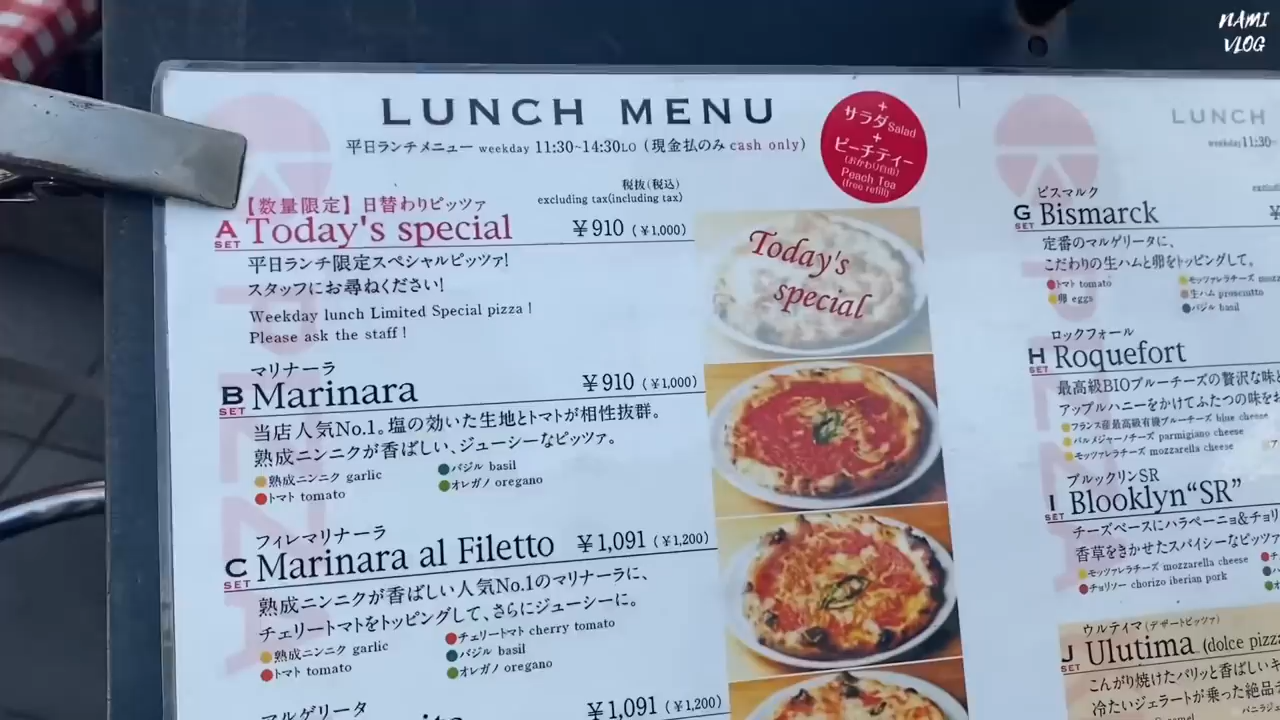 NAMI
VLOG
LUNCH MENU
平日ランチメニュー weekday 11:30~14:30LO (現金払のみ cash only)
+
サラダ Salad
+
ピーチティー
(おかわり自由)
Peach Tea
(free refill)
税抜(税込)
excluding tax(including tax)
【数量限定】日替わりピッツァ
A SET Today's special ¥910 (¥1,000)
平日ランチ限定スペシャルピッツァ!
スタッフにお尋ねください!
Weekday lunch Limited Special pizza !
Please ask the staff !
Today's
special
マリナーラ
B SET Marinara ¥910 (¥1,000)
当店人気No.1。塩の効いた生地とトマトが相性抜群。
熟成ニンニクが香ばしい、ジューシーなピッツァ。
熟成ニンニク garlic バジル basil
トマト tomato オレガノ oregano
フィレマリナーラ
C SET Marinara al Filetto ¥1,091 (¥1,200)
熟成ニンニクが香ばしい人気No.1のマリナーラに、
チェリートマトをトッピングして、さらにジューシーに。
熟成ニンニク garlic チェリートマト cherry tomato
トマト tomato バジル basil
オレガノ oregano
マルゲリータ
¥1,091 (¥1,200)
LUNCH
weekday 11:30~
ビスマルク
G SET Bismarck
定番のマルゲリータに、
こだわりの生ハムと卵をトッピングして。
トマト tomato モッツァレラチーズ
卵 eggs 生ハム prosciutto
バジル basil
ロックフォール
H SET Roquefort
最高級BIOブルーチーズの贅沢な味と
アップルハニーをかけてふたつの味をお
フランス産最高級有機ブルーチーズ blue cheese
パルメジャーノチーズ parmigiano cheese
モッツァレラチーズ mozzarella cheese
ブルックリンSR
I SET Blooklyn“SR”
チーズベースにハラペーニョ&チョリ
香草をきかせたスパイシーなピッツァ
モッツァレラチーズ mozzarella cheese
チョリソー chorizo iberian pork
ウルティマ (デザートピッツァ)
J SET Ulutima (dolce pizza
こんがり焼けたパリッと香ばしいキ
冷たいジェラートが乗った絶品デ